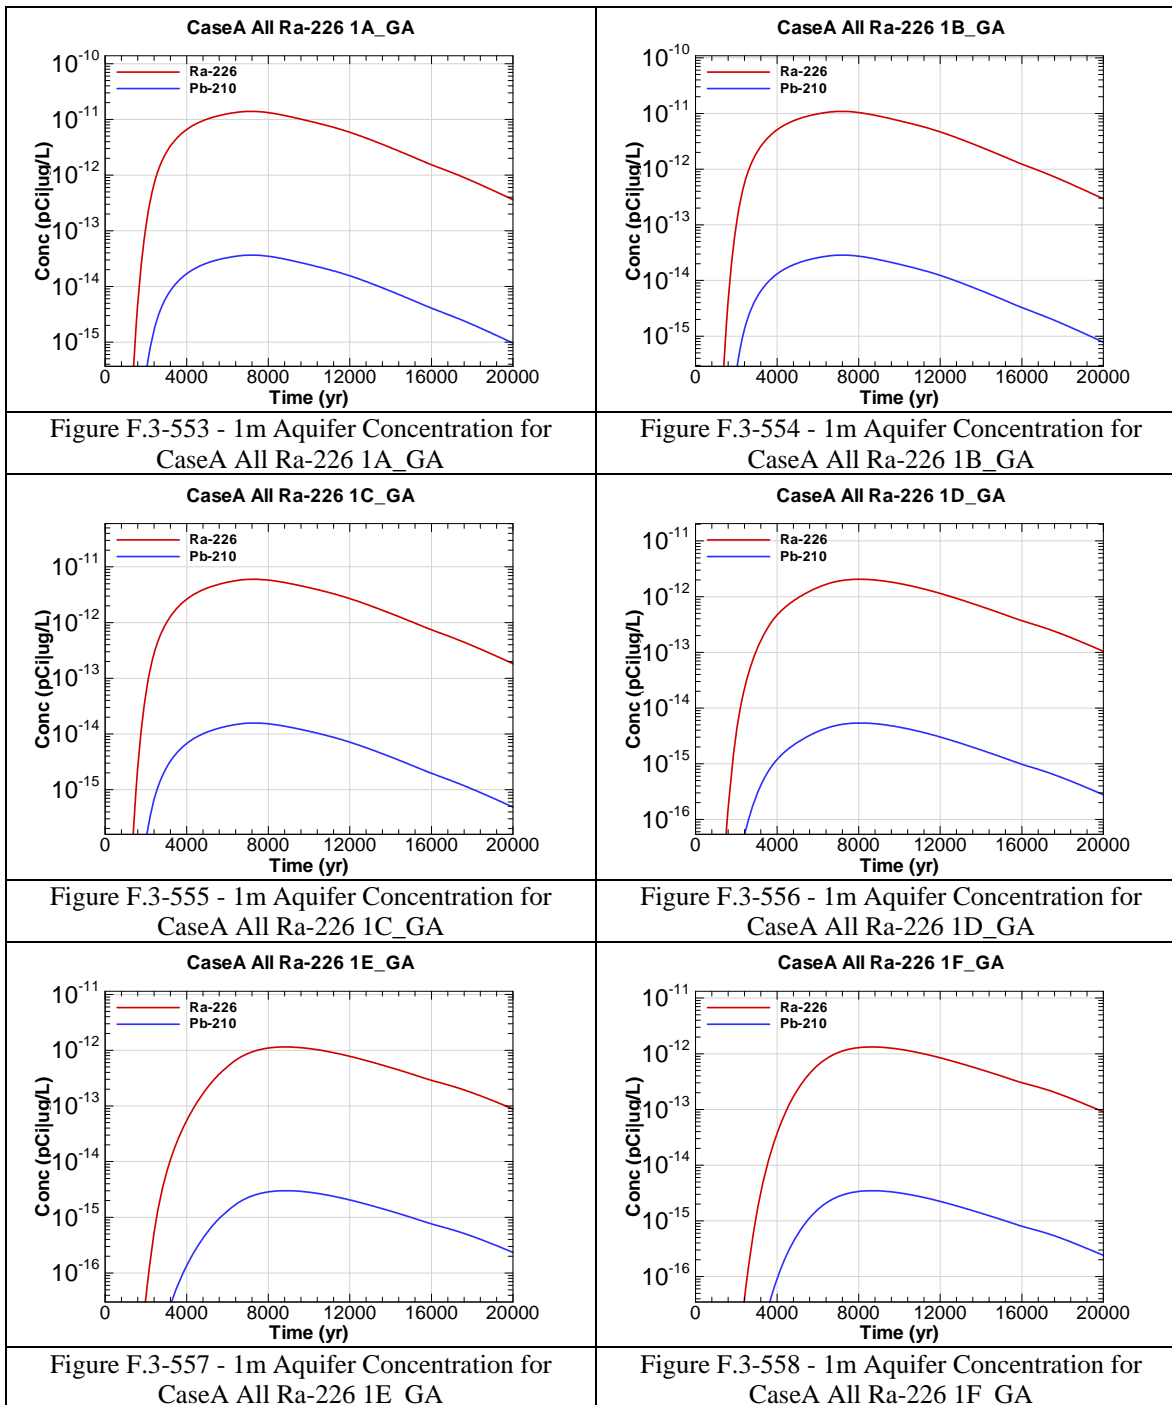 CaseA All Ra-226 1A_GA
Ra-226
Pb-210
10-10
10-11
10-12
10-13
10-14
10-15
Conc (pCi|ug/L)
0 4000 8000 12000 16000 20000
Time (yr)
Figure F.3-553 - 1m Aquifer Concentration for
CaseA All Ra-226 1A_GA
CaseA All Ra-226 1B_GA
Ra-226
Pb-210
10-10
10-11
10-12
10-13
10-14
10-15
Conc (pCi|ug/L)
0 4000 8000 12000 16000 20000
Time (yr)
Figure F.3-554 - 1m Aquifer Concentration for
CaseA All Ra-226 1B_GA
CaseA All Ra-226 1C_GA
Ra-226
Pb-210
10-11
10-12
10-13
10-14
10-15
Conc (pCi|ug/L)
0 4000 8000 12000 16000 20000
Time (yr)
Figure F.3-555 - 1m Aquifer Concentration for
CaseA All Ra-226 1C_GA
CaseA All Ra-226 1D_GA
Ra-226
Pb-210
10-11
10-12
10-13
10-14
10-15
10-16
Conc (pCi|ug/L)
0 4000 8000 12000 16000 20000
Time (yr)
Figure F.3-556 - 1m Aquifer Concentration for
CaseA All Ra-226 1D_GA
CaseA All Ra-226 1E_GA
Ra-226
Pb-210
10-11
10-12
10-13
10-14
10-15
10-16
Conc (pCi|ug/L)
0 4000 8000 12000 16000 20000
Time (yr)
Figure F.3-557 - 1m Aquifer Concentration for
CaseA All Ra-226 1E_GA
CaseA All Ra-226 1F_GA
Ra-226
Pb-210
10-11
10-12
10-13
10-14
10-15
10-16
Conc (pCi|ug/L)
0 4000 8000 12000 16000 20000
Time (yr)
Figure F.3-558 - 1m Aquifer Concentration for
CaseA All Ra-226 1F_GA